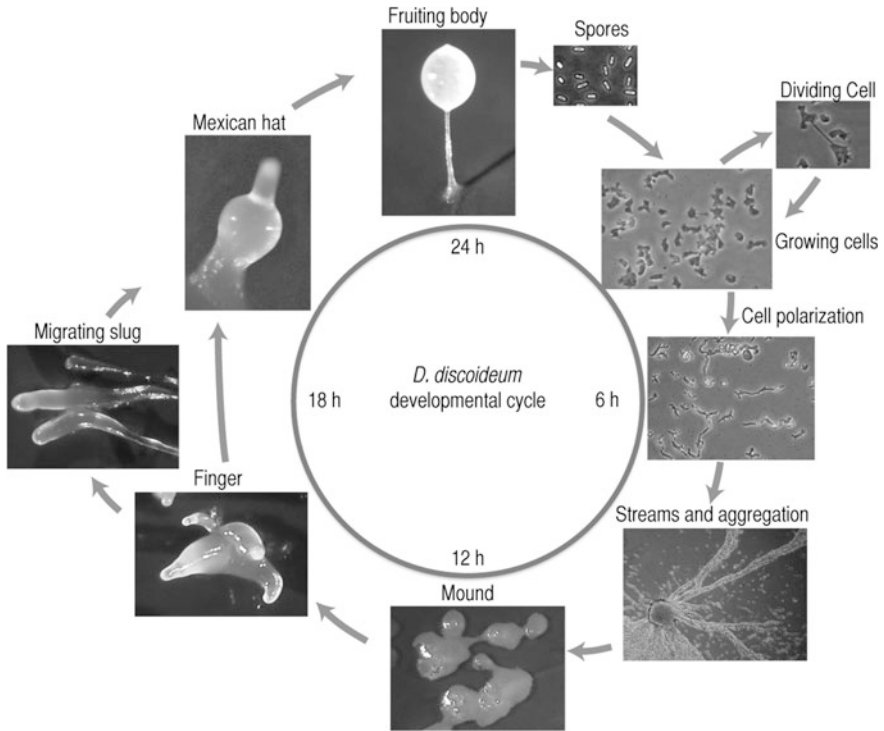 Fruiting body
Spores
Dividing Cell
Mexican hat
Growing cells
24 h
Cell polarization
Migrating slug
D. discoideum
developmental cycle
18 h
6 h
Finger
Streams and aggregation
12 h
Mound